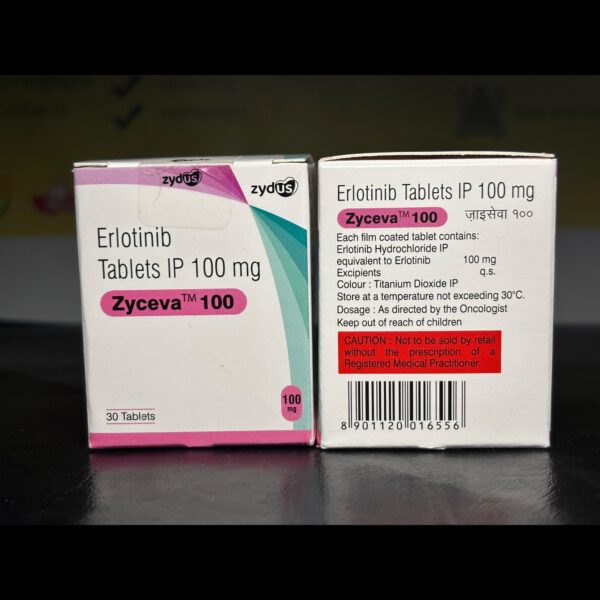 zydus
zydus
Erlotinib
Tablets IP 100 mg
Zyceva™ 100
100
mg
30 Tablets
Erlotinib Tablets IP 100 mg
Zyceva™ 100 ज़ाइसेवा १००
Each film coated tablet contains:
Erlotinib Hydrochloride IP
equivalent to Erlotinib 100 mg
Excipients q.s.
Colour : Titanium Dioxide IP
Store at a temperature not exceeding 30°C.
Dosage : As directed by the Oncologist
Keep out of reach of children
CAUTION : Not to be sold by retail
without the prescription of a
Registered Medical Practitioner.
8 901120 016556